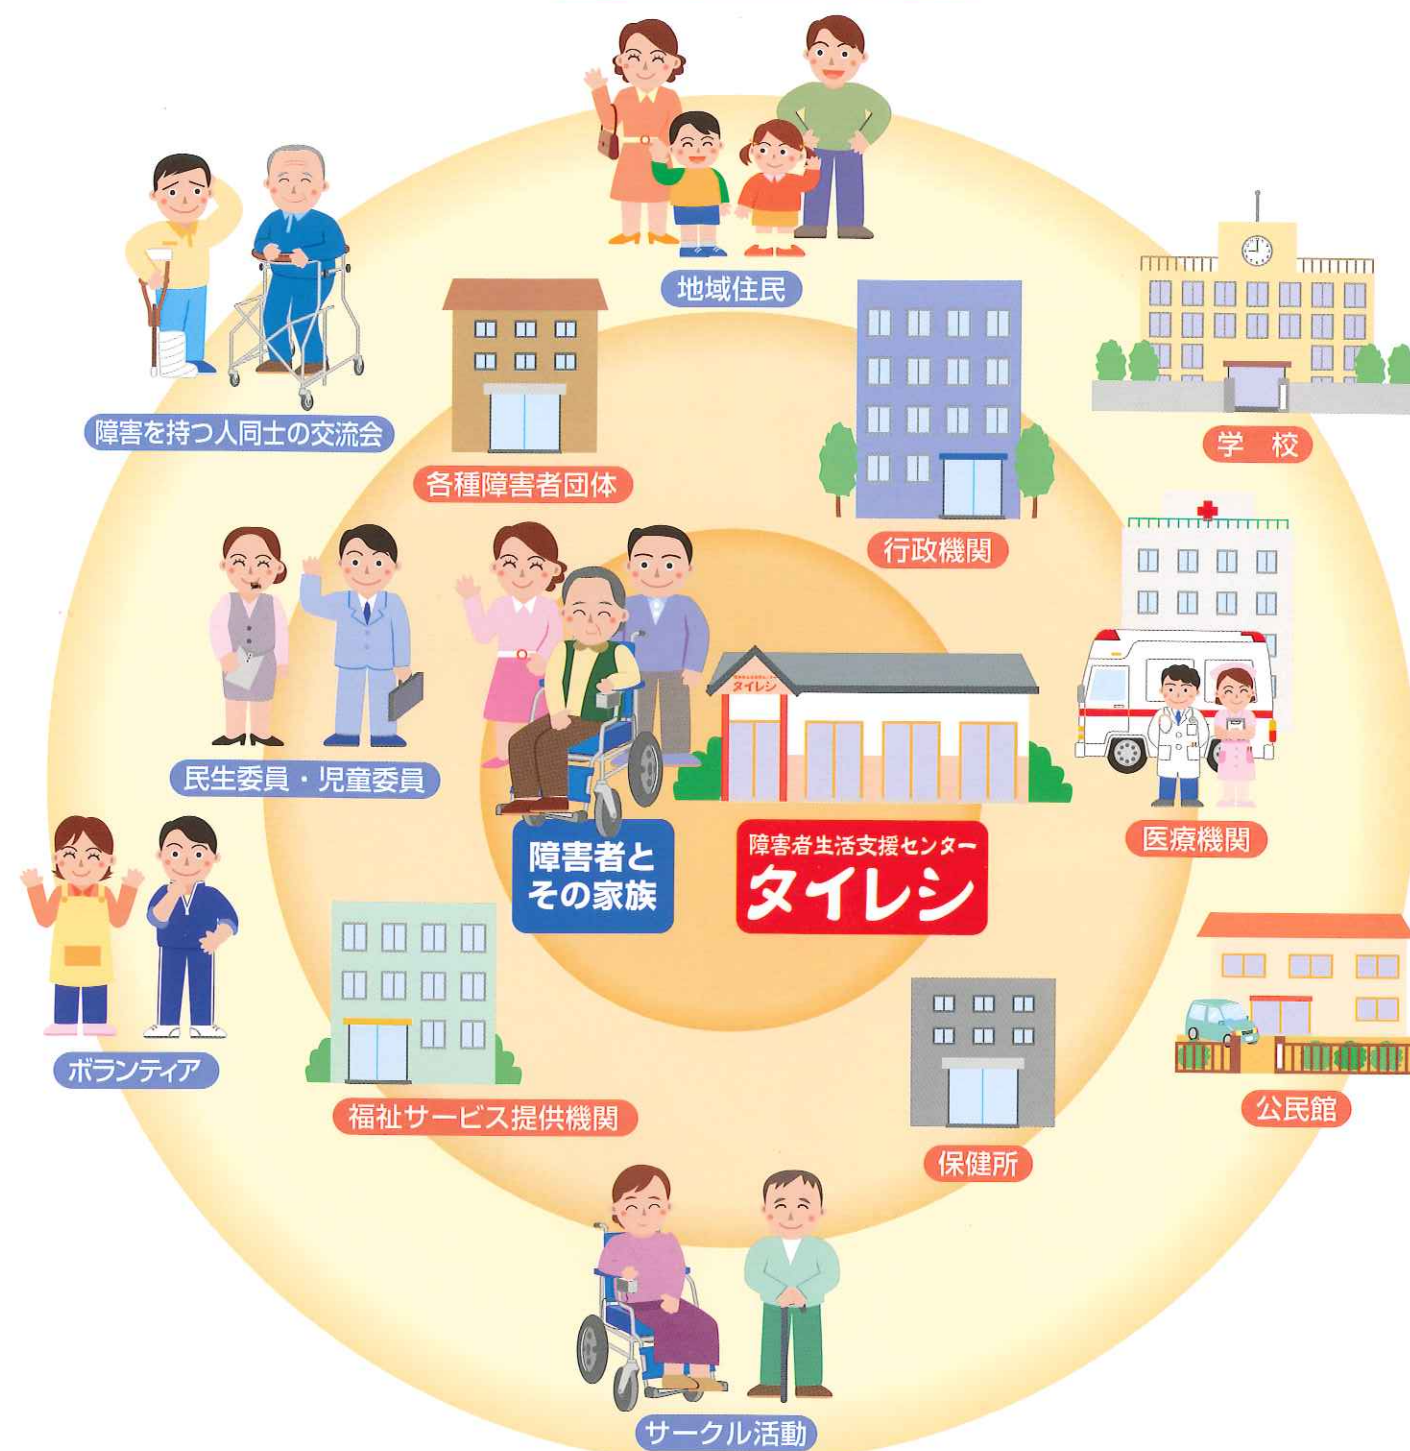 地域住民
障害を持つ人同士の交流会
学 校
各種障害者団体
行政機関
タイレシ
民生委員・児童委員
障害者と
その家族
障害者生活支援センター
タイレシ
医療機関
ボランティア
福祉サービス提供機関
公民館
保健所
サークル活動